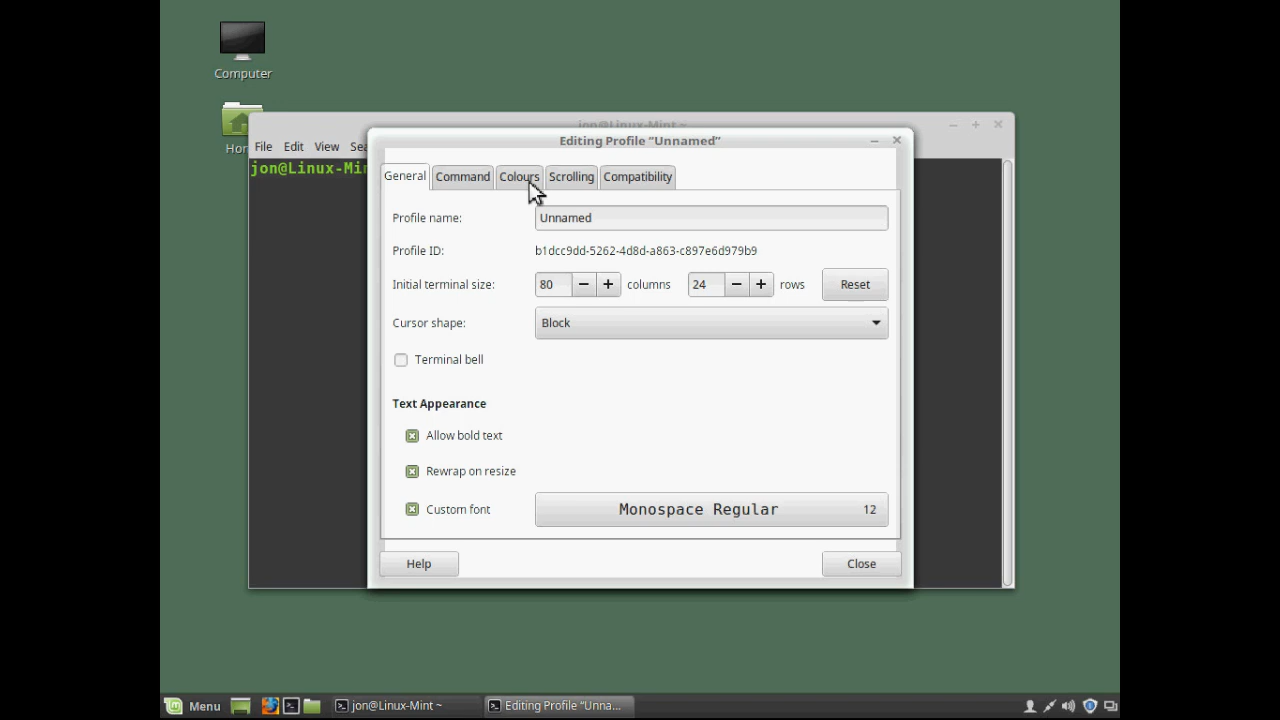 Computer
jon@Linux-Mint ~
Editing Profile “Unnamed”
File Edit View
jon@Linux-Mi
General Command Colours Scrolling Compatibility
Profile name: Unnamed
Profile ID: b1dcc9dd-5262-4d8d-a863-c897e6d979b9
Initial terminal size: 80 − + columns 24 − + rows Reset
Cursor shape: Block
Terminal bell
Text Appearance
Allow bold text
Rewrap on resize
Custom font Monospace Regular 12
Help Close
Menu jon@Linux-Mint ~ Editing Profile “Unna...